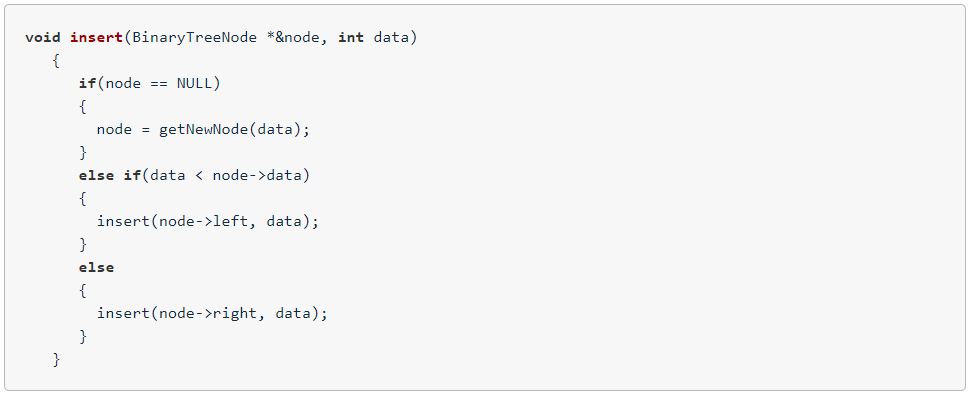 void insert(BinaryTreeNode *&node, int data)
   {
      if(node == NULL)
      {
        node = getNewNode(data);
      }
      else if(data < node->data)
      {
        insert(node->left, data);
      }
      else
      {
        insert(node->right, data);
      }
   }